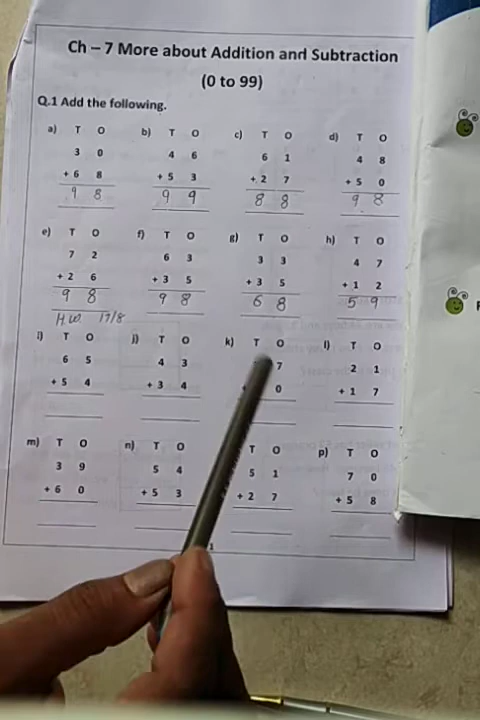 Ch – 7 More about Addition and Subtraction
(0 to 99)
Q.1 Add the following.
a) T O b) T O c) T O d) T O
3 0 4 6 6 1 4 8
+ 6 8 + 5 3 + 2 7 + 5 0
9 8 9 9 8 8 9 8
e) T O f) T O g) T O h) T O
7 2 6 3 3 3 4 7
+ 2 6 + 3 5 + 3 5 + 1 2
9 8 9 8 6 8 5 9
H.W. 17/8
i) T O j) T O k) T O l) T O
6 5 4 3 7 2 1
+ 5 4 + 3 4 0 + 1 7
m) T O n) T O T O p) T O
3 9 5 4 5 1 7 0
+ 6 0 + 5 3 + 2 7 + 5 8
1